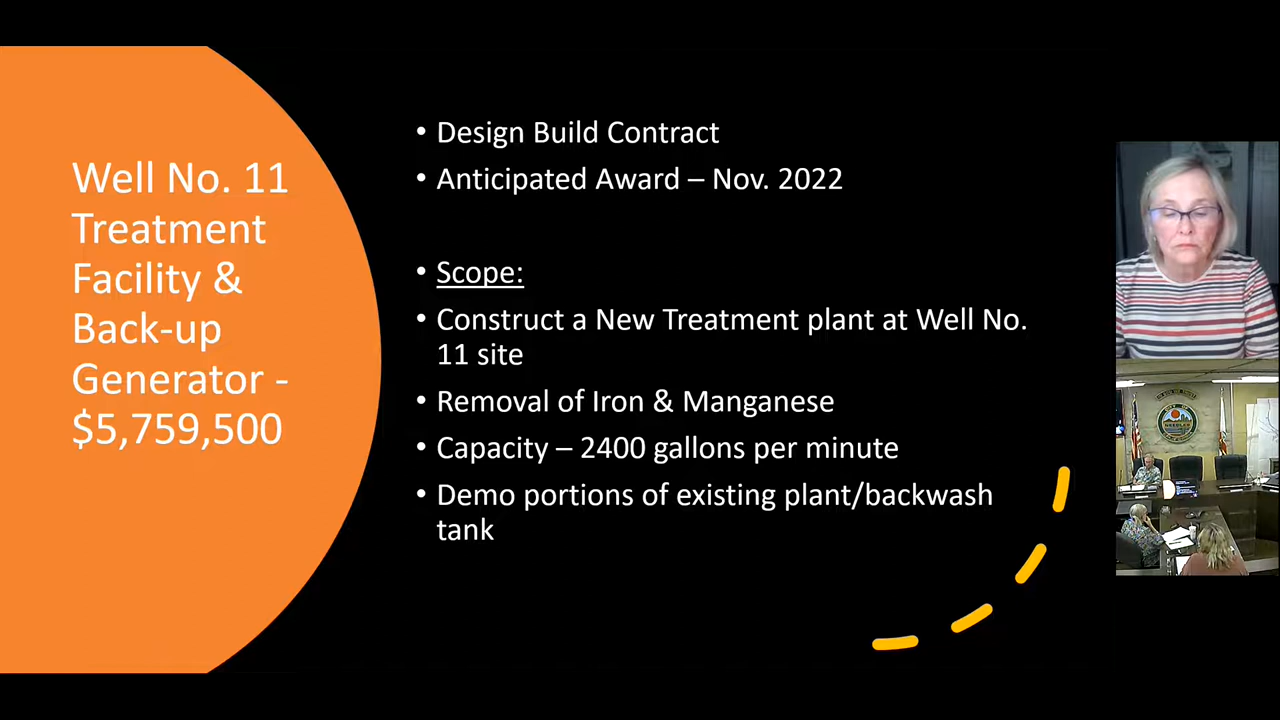 Well No. 11
Treatment
Facility &
Back-up
Generator -
$5,759,500
• Design Build Contract
• Anticipated Award – Nov. 2022
• Scope:
• Construct a New Treatment plant at Well No.
11 site
• Removal of Iron & Manganese
• Capacity – 2400 gallons per minute
• Demo portions of existing plant/backwash
tank
NEEDLES